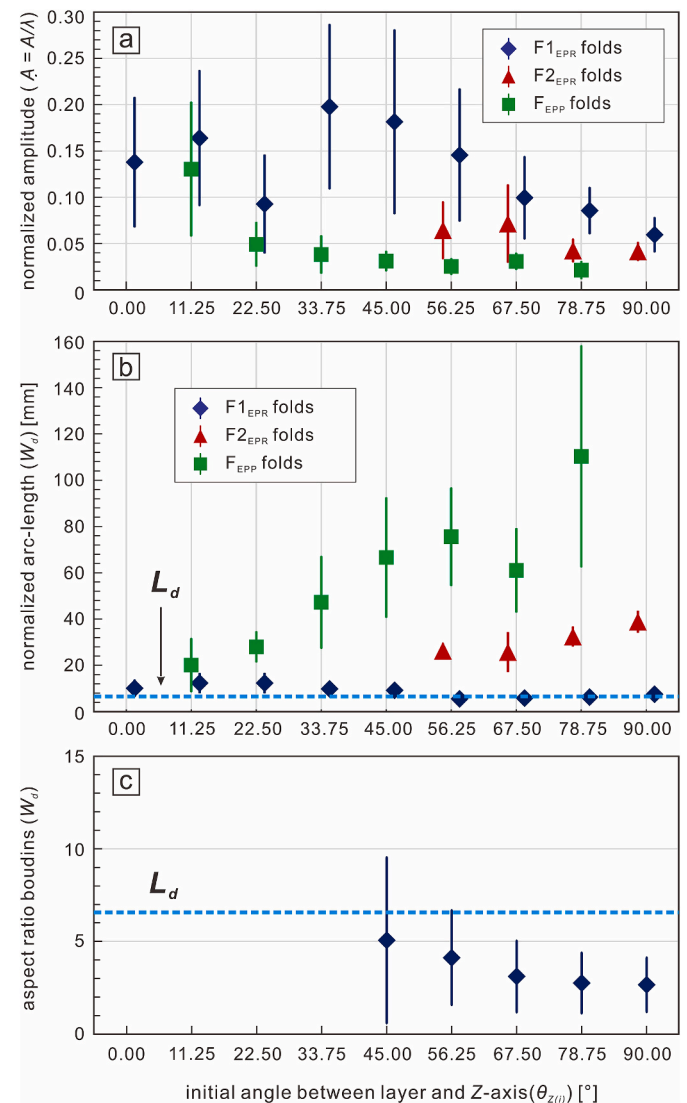 a
normalized amplitude ( Ą = A/λ)
0.30
0.25
0.20
0.15
0.10
0.05
0
F1EPR folds
F2EPR folds
FEPP folds
0.00 11.25 22.50 33.75 45.00 56.25 67.50 78.75 90.00
b
normalized arc-length (Wd) [mm]
160
140
120
100
80
60
40
20
0
F1EPR folds
F2EPR folds
FEPP folds
Ld
0.00 11.25 22.50 33.75 45.00 56.25 67.50 78.75 90.00
c
aspect ratio boudins (Wd)
15
10
5
0
Ld
0.00 11.25 22.50 33.75 45.00 56.25 67.50 78.75 90.00
initial angle between layer and Z-axis(θZ(i)) [°]